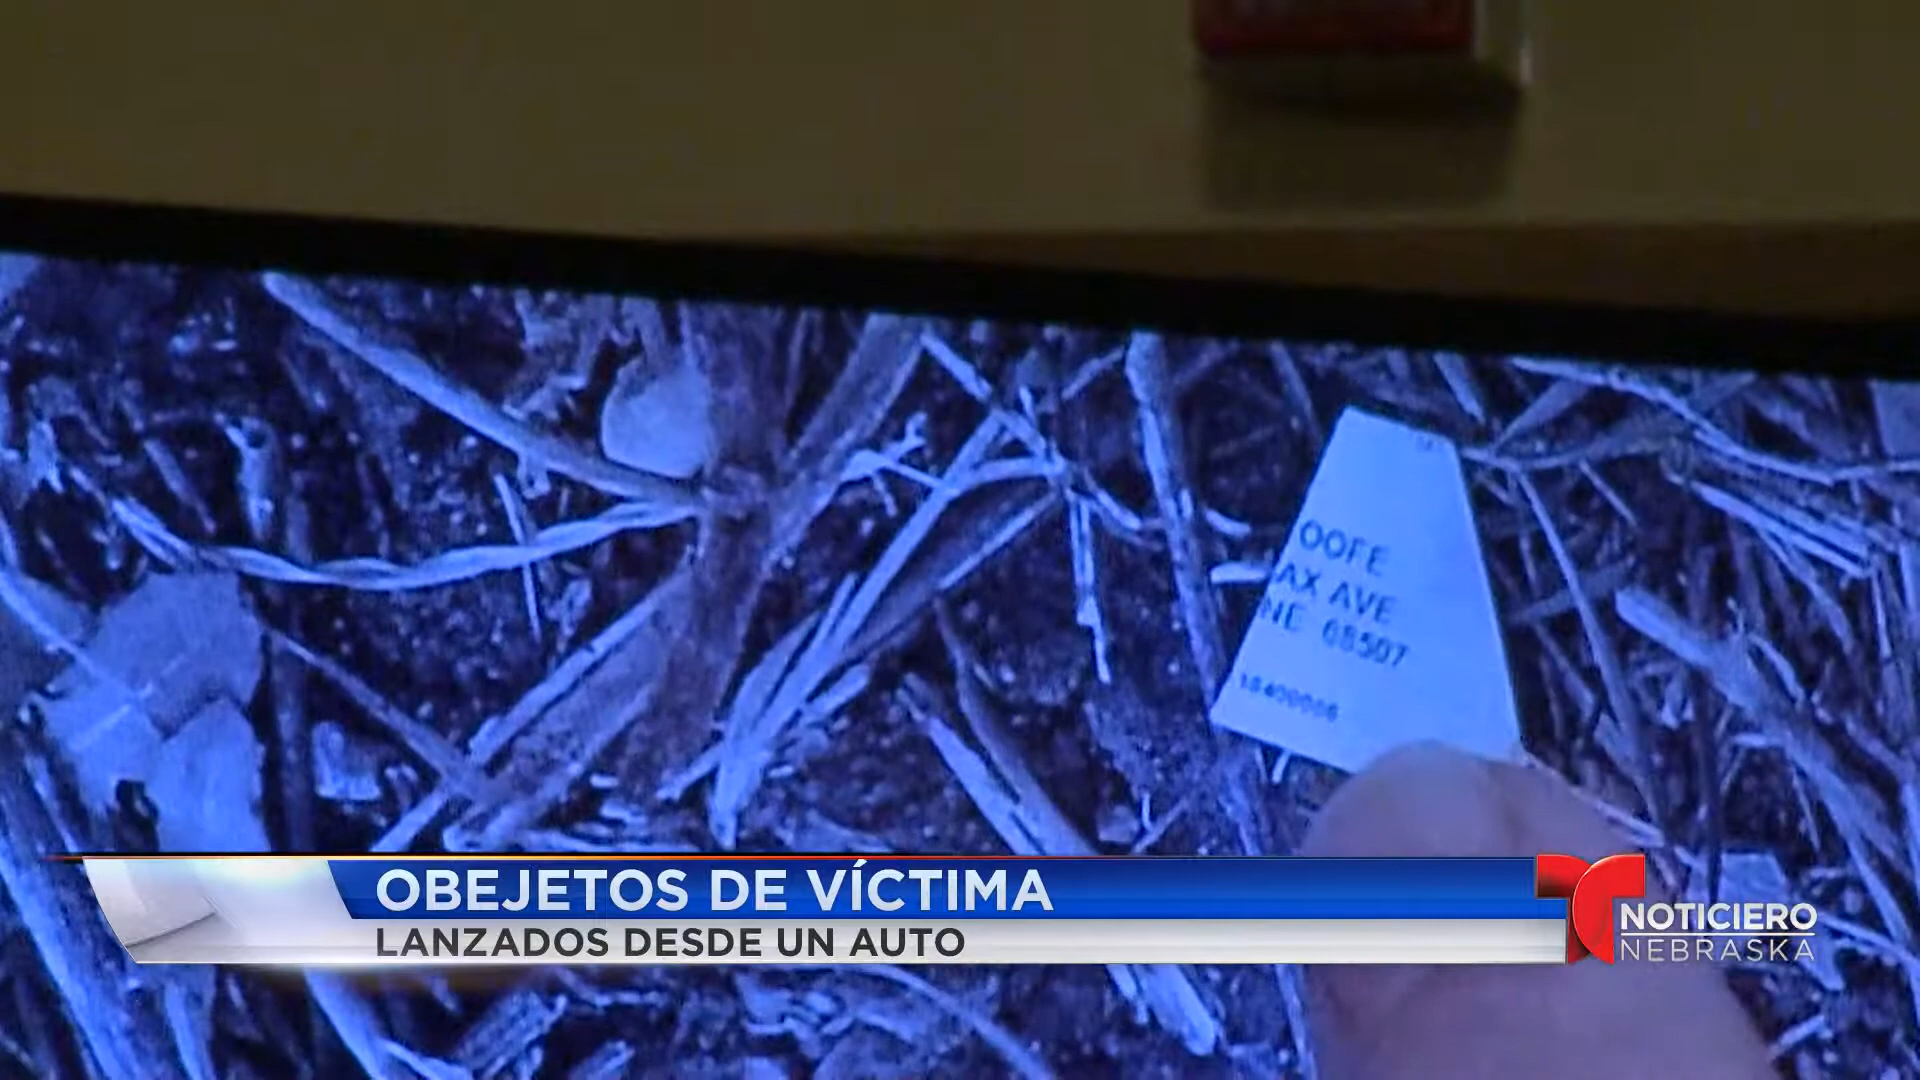 OOFE
AX AVE
NE 68507
OBEJETOS DE VÍCTIMA
LANZADOS DESDE UN AUTO
NOTICIERO
NEBRASKA